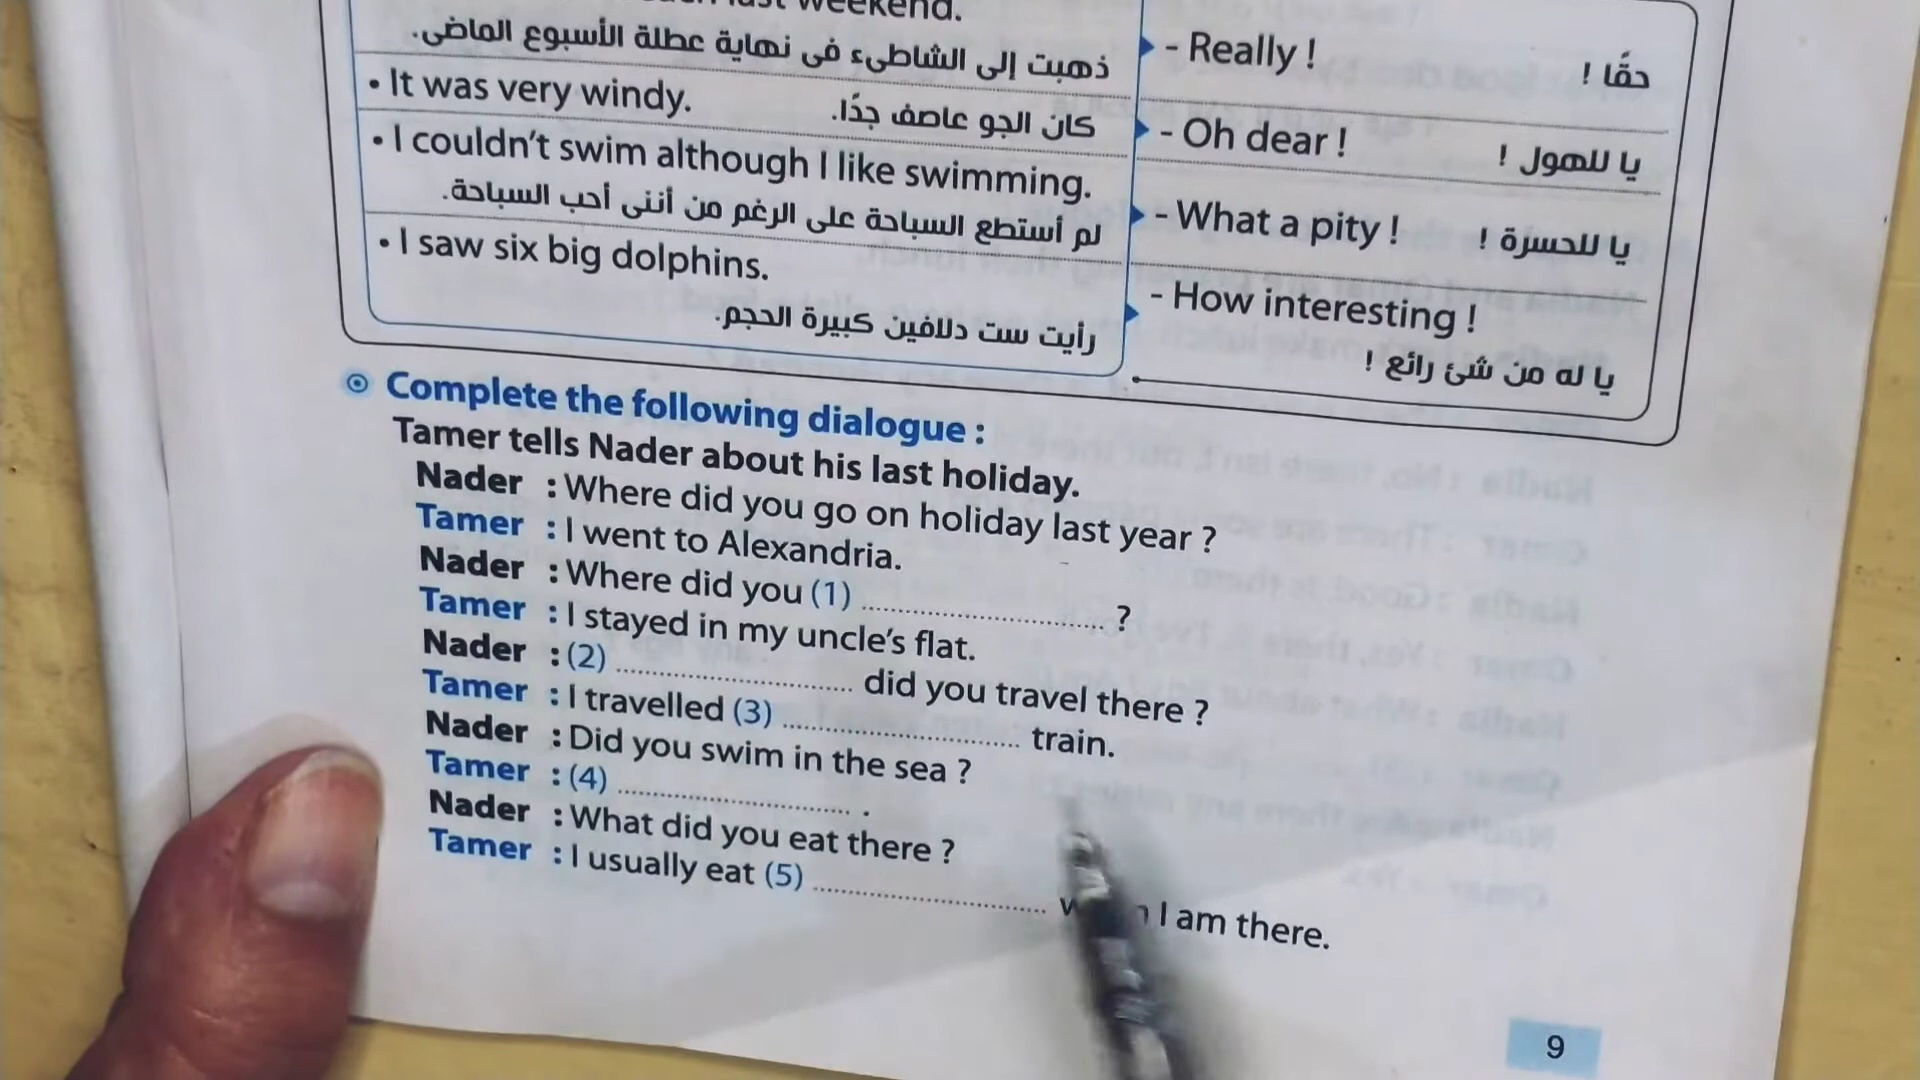 weekend.
ذهبت إلى الشاطىء فى نهاية عطلة الأسبوع الماضى.
- Really !
حقًا !
• It was very windy.
كان الجو عاصف جدًا.
- Oh dear !
يا للهول !
• I couldn't swim although I like swimming.
لم أستطع السباحة على الرغم من أننى أحب السباحة.
- What a pity !
يا للحسرة !
• I saw six big dolphins.
رأيت ست دلافين كبيرة الحجم.
- How interesting !
يا له من شئ رائع !
Complete the following dialogue :
Tamer tells Nader about his last holiday.
Nader : Where did you go on holiday last year ?
Tamer : I went to Alexandria.
Nader : Where did you (1) .............................. ?
Tamer : I stayed in my uncle's flat.
Nader : (2) .............................. did you travel there ?
Tamer : I travelled (3) .............................. train.
Nader : Did you swim in the sea ?
Tamer : (4) .............................. .
Nader : What did you eat there ?
Tamer : I usually eat (5) .............................. I am there.
9